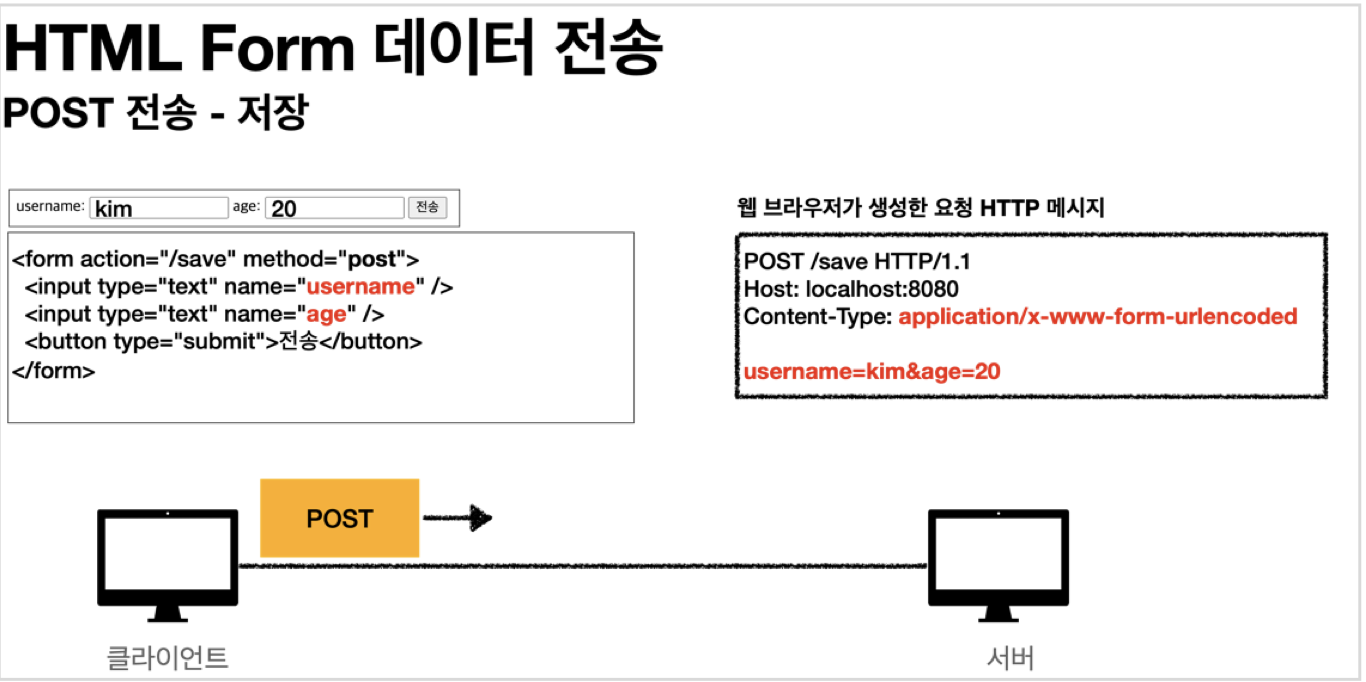 HTML Form 데이터 전송
POST 전송 - 저장
username: kim age: 20 전송
<form action="/save" method="post">
<input type="text" name="username" />
<input type="text" name="age" />
<button type="submit">전송</button>
</form>
웹 브라우저가 생성한 요청 HTTP 메시지
POST /save HTTP/1.1
Host: localhost:8080
Content-Type: application/x-www-form-urlencoded
username=kim&age=20
POST
클라이언트
서버